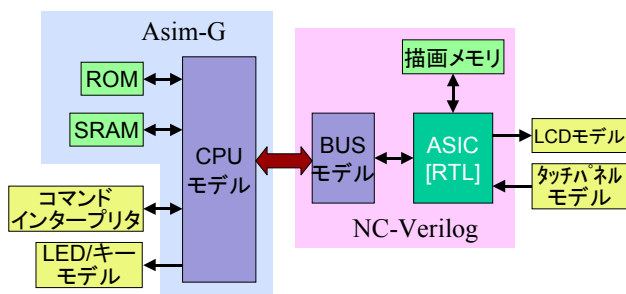 Asim-G
ROM
SRAM
コマンド
インタープリタ
LED/キー
モデル
CPU
モデル
BUS
モデル
描画メモリ
ASIC
[RTL]
LCDモデル
ﾀｯﾁﾊﾟﾈﾙ
モデル
NC-Verilog